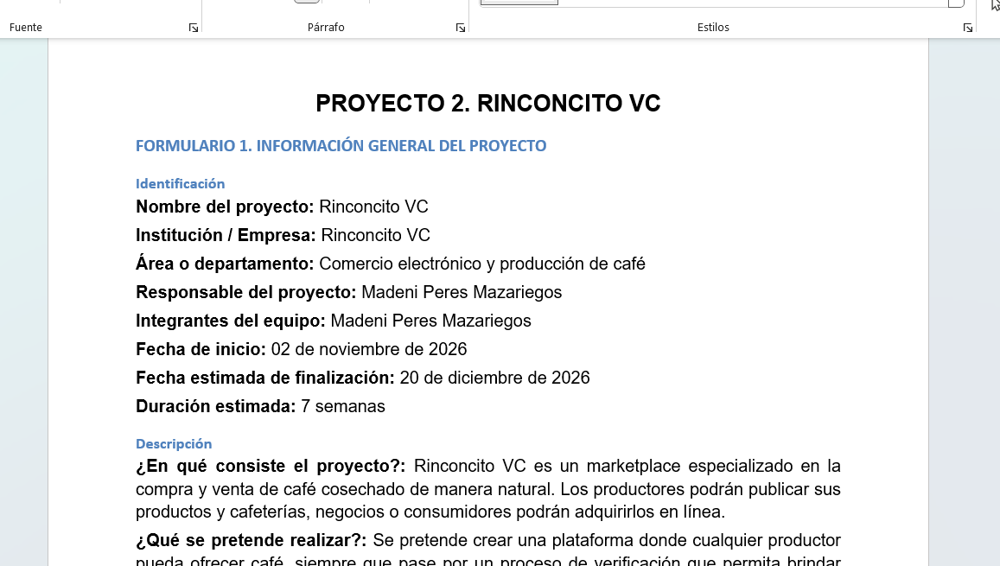 Fuente Párrafo Estilos
PROYECTO 2. RINCONCITO VC
FORMULARIO 1. INFORMACIÓN GENERAL DEL PROYECTO
Identificación
Nombre del proyecto: Rinconcito VC
Institución / Empresa: Rinconcito VC
Área o departamento: Comercio electrónico y producción de café
Responsable del proyecto: Madeni Peres Mazariegos
Integrantes del equipo: Madeni Peres Mazariegos
Fecha de inicio: 02 de noviembre de 2026
Fecha estimada de finalización: 20 de diciembre de 2026
Duración estimada: 7 semanas
Descripción
¿En qué consiste el proyecto?: Rinconcito VC es un marketplace especializado en la
compra y venta de café cosechado de manera natural. Los productores podrán publicar sus
productos y cafeterías, negocios o consumidores podrán adquirirlos en línea.
¿Qué se pretende realizar?: Se pretende crear una plataforma donde cualquier productor
pueda ofrecer café, siempre que pase por un proceso de verificación que permita brindar